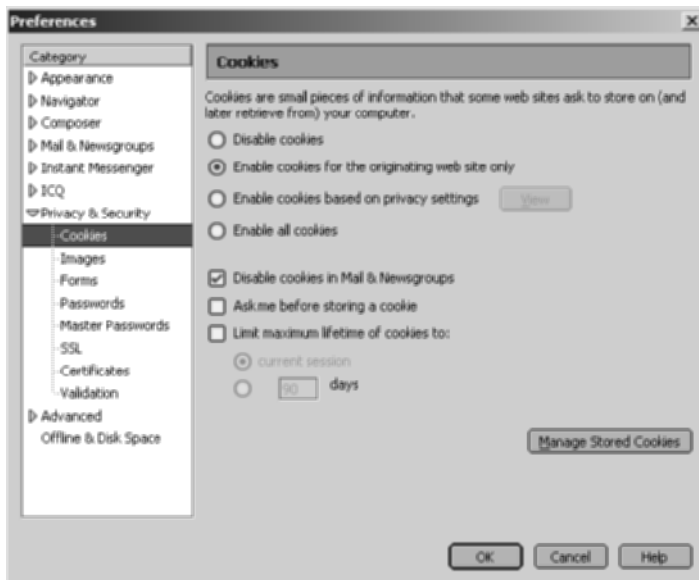 Preferences
Category
Appearance
Navigator
Composer
Mail & Newsgroups
Instant Messenger
ICQ
Privacy & Security
Cookies
Images
Forms
Passwords
Master Passwords
SSL
Certificates
Validation
Advanced
Offline & Disk Space
Cookies
Cookies are small pieces of information that some web sites ask to store on (and
later retrieve from) your computer.
Disable cookies
Enable cookies for the originating web site only
Enable cookies based on privacy settings View
Enable all cookies
Disable cookies in Mail & Newsgroups
Ask me before storing a cookie
Limit maximum lifetime of cookies to:
current session
90 days
Manage Stored Cookies
OK Cancel Help